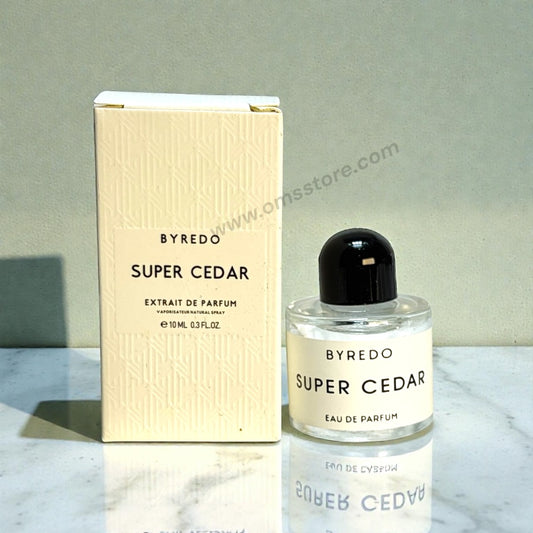 www.omsstore.com
BYREDO
SUPER CEDAR
EXTRAIT DE PARFUM
VAPORISATEUR NATURAL SPRAY
℮ 10 ML 0.3 FL.OZ.
BYREDO
SUPER CEDAR
EAU DE PARFUM